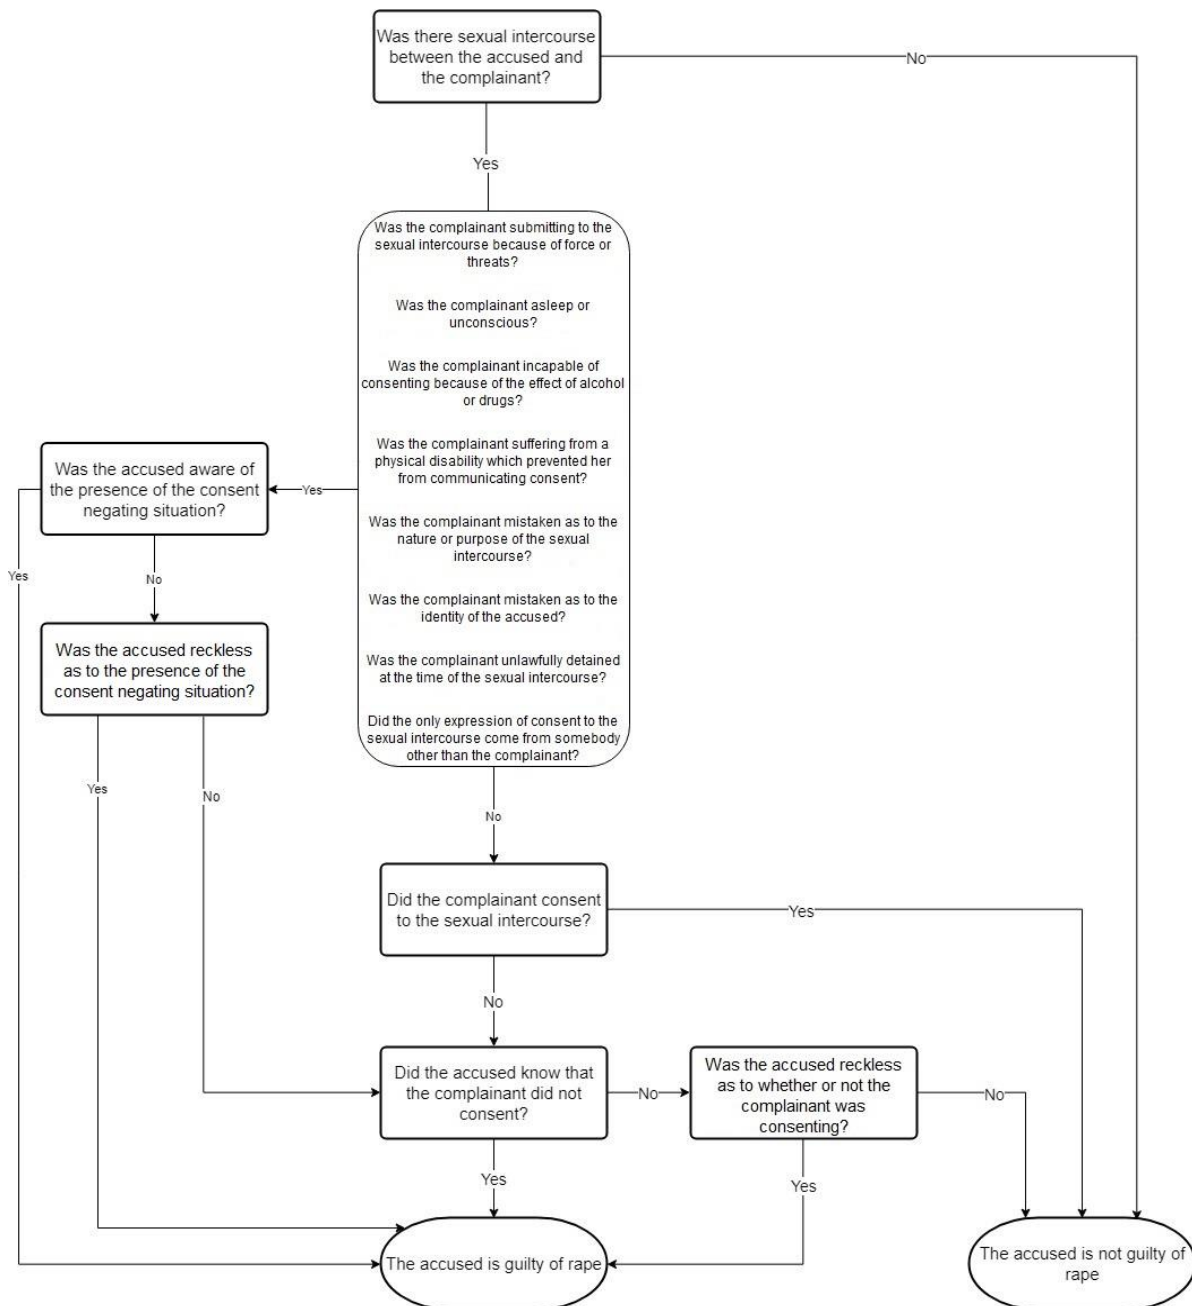 Was there sexual intercourse
between the accused and
the complainant?
No
Yes
Was the complainant submitting to the
sexual intercourse because of force or
threats?
Was the complainant asleep or
unconscious?
Was the complainant incapable of
consenting because of the effect of alcohol
or drugs?
Was the complainant suffering from a
physical disability which prevented her
from communicating consent?
Was the complainant mistaken as to the
nature or purpose of the sexual
intercourse?
Was the complainant mistaken as to the
identity of the accused?
Was the complainant unlawfully detained
at the time of the sexual intercourse?
Did the only expression of consent to the
sexual intercourse come from somebody
other than the complainant?
Yes
Was the accused aware of
the presence of the consent
negating situation?
Yes
No
Was the accused reckless
as to the presence of the
consent negating situation?
Yes
No
No
Did the complainant consent
to the sexual intercourse?
Yes
No
Did the accused know that
the complainant did not
consent?
No
Was the accused reckless
as to whether or not the
complainant was
consenting?
No
Yes
Yes
The accused is guilty of rape
The accused is not guilty of
rape